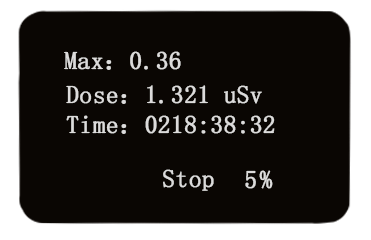 Max: 0.36
Dose: 1.321 uSv
Time: 0218:38:32
Stop 5%